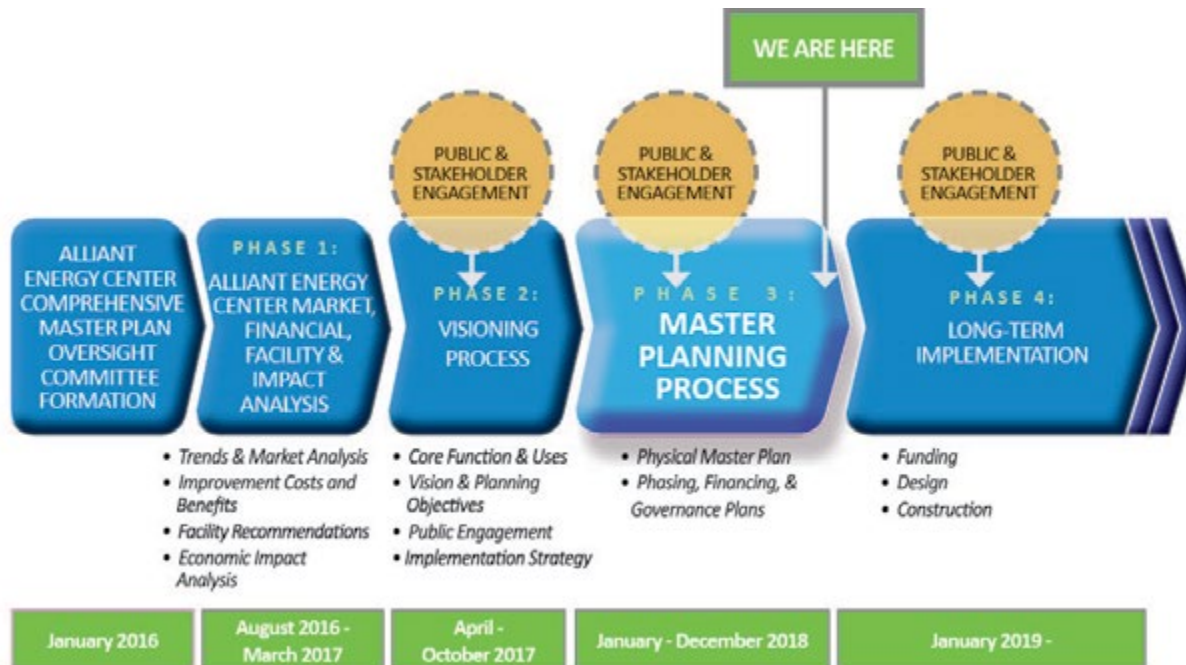 WE ARE HERE
PUBLIC &
STAKEHOLDER
ENGAGEMENT
PUBLIC &
STAKEHOLDER
ENGAGEMENT
PUBLIC &
STAKEHOLDER
ENGAGEMENT
ALLIANT
ENERGY CENTER
COMPREHENSIVE
MASTER PLAN
OVERSIGHT
COMMITTEE
FORMATION
PHASE 1:
ALLIANT ENERGY
CENTER MARKET,
FINANCIAL,
FACILITY &
IMPACT
ANALYSIS
PHASE 2:
VISIONING
PROCESS
PHASE 3:
MASTER
PLANNING
PROCESS
PHASE 4:
LONG-TERM
IMPLEMENTATION
• Trends & Market Analysis
• Improvement Costs and
Benefits
• Facility Recommendations
• Economic Impact
Analysis
• Core Function & Uses
• Vision & Planning
Objectives
• Public Engagement
• Implementation Strategy
• Physical Master Plan
• Phasing, Financing, &
Governance Plans
• Funding
• Design
• Construction
January 2016
August 2016 -
March 2017
April -
October 2017
January - December 2018
January 2019 -